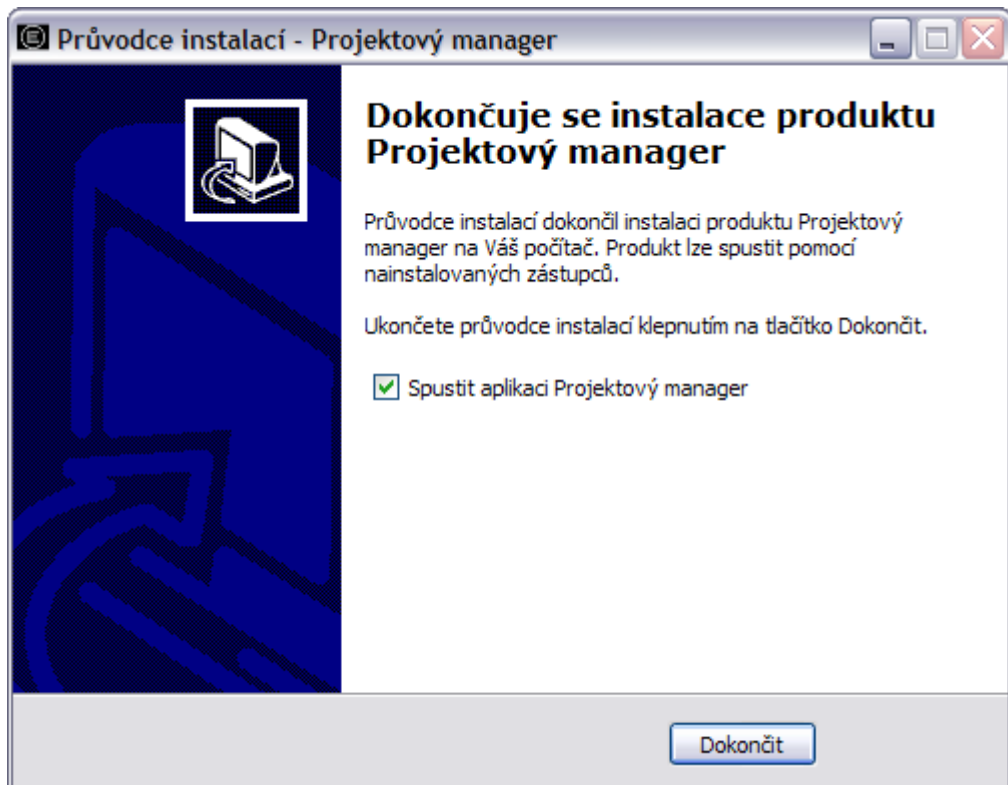 Průvodce instalací - Projektový manager
Dokončuje se instalace produktu
Projektový manager
Průvodce instalací dokončil instalaci produktu Projektový
manager na Váš počítač. Produkt lze spustit pomocí
nainstalovaných zástupců.
Ukončete průvodce instalací klepnutím na tlačítko Dokončit.
Spustit aplikaci Projektový manager
Dokončit